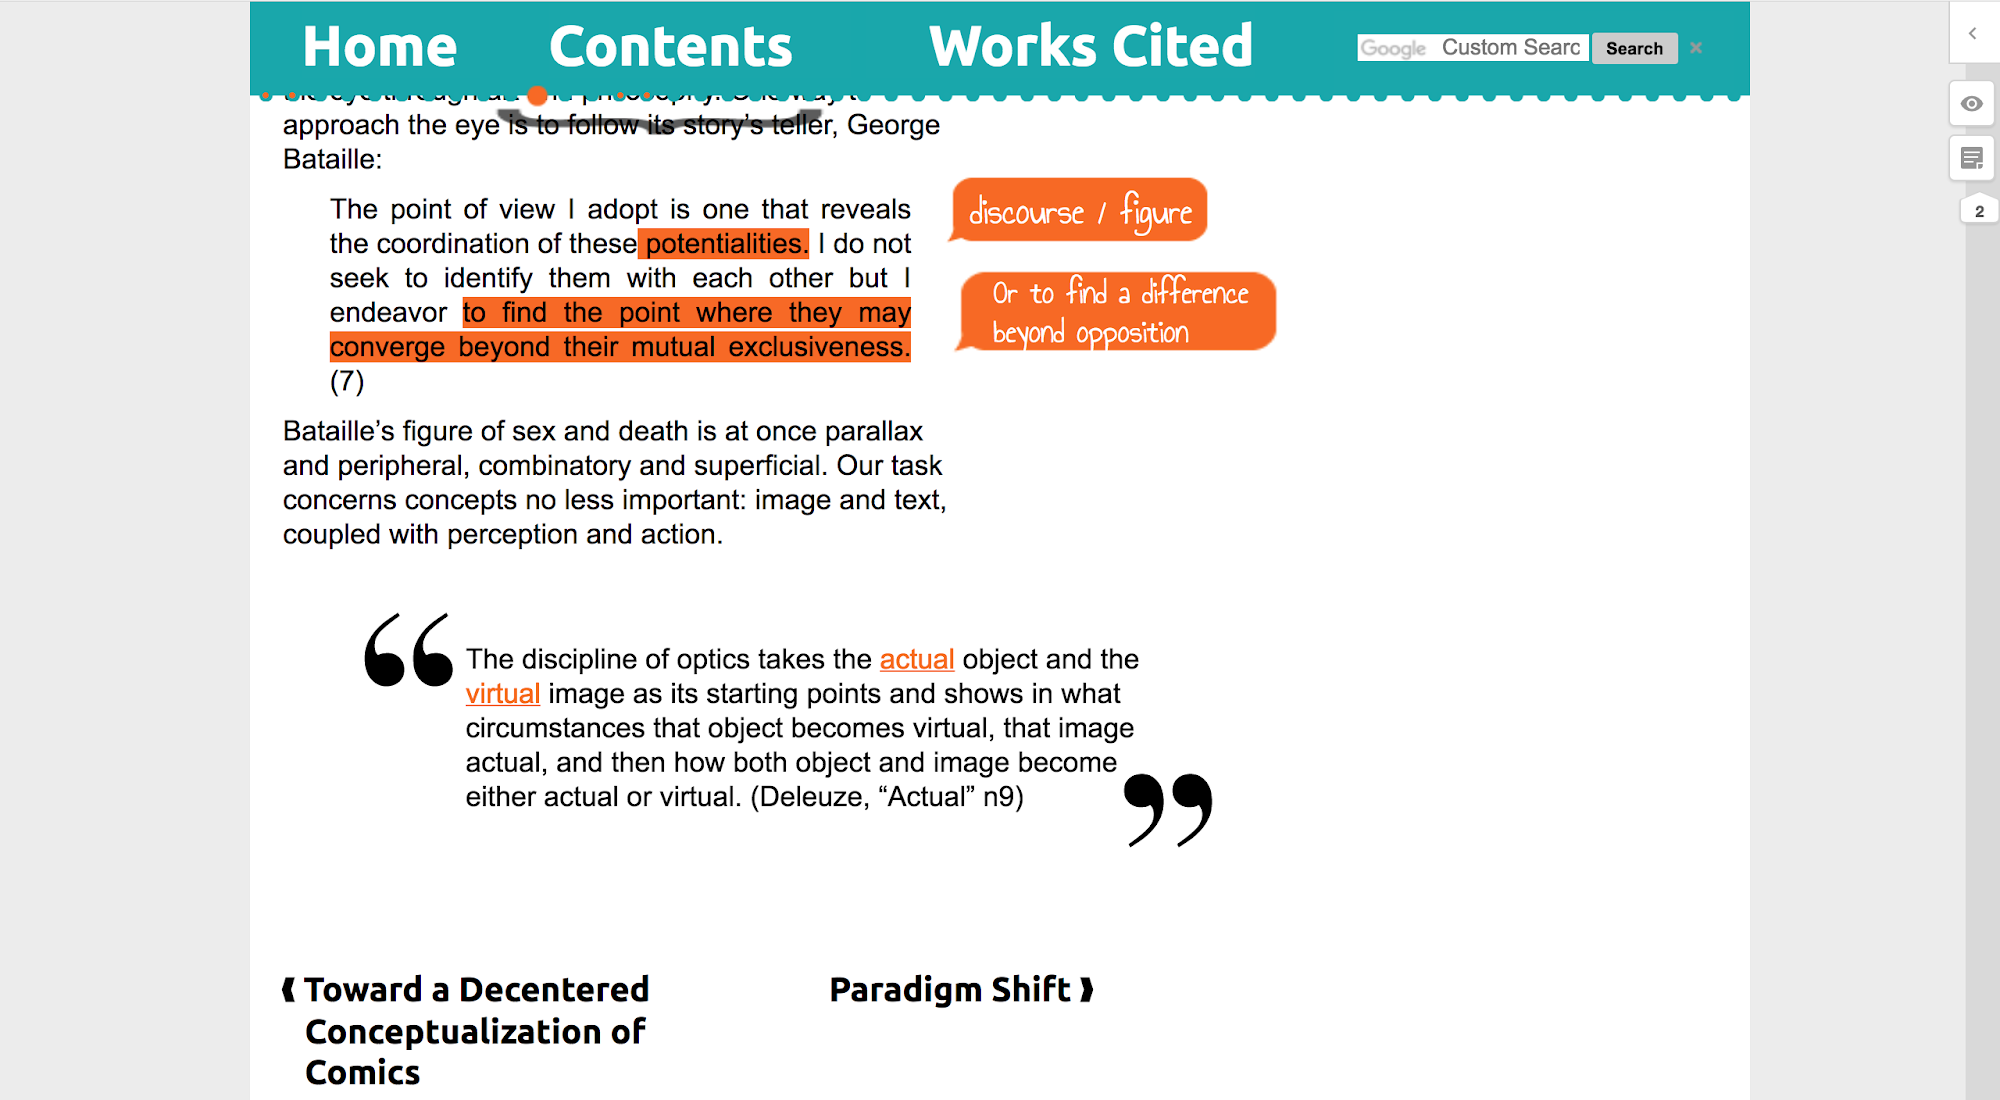 Home
Contents
Works Cited
Google Custom Searc
Search
approach the eye is to follow its story’s teller, George
Bataille:
The point of view I adopt is one that reveals
the coordination of these potentialities. I do not
seek to identify them with each other but I
endeavor to find the point where they may
converge beyond their mutual exclusiveness.
(7)
discourse / figure
Or to find a difference
beyond opposition
2
Bataille’s figure of sex and death is at once parallax
and peripheral, combinatory and superficial. Our task
concerns concepts no less important: image and text,
coupled with perception and action.
“The discipline of optics takes the actual object and the
virtual image as its starting points and shows in what
circumstances that object becomes virtual, that image
actual, and then how both object and image become
either actual or virtual. (Deleuze, “Actual” n9)”
Toward a Decentered
Conceptualization of
Comics
Paradigm Shift